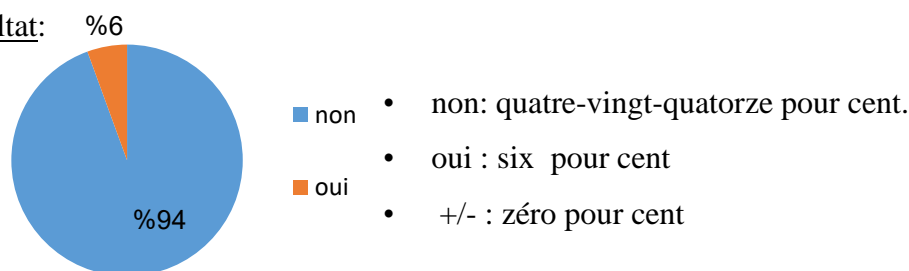 ltat:
%6
%94
non
oui
• non: quatre-vingt-quatorze pour cent.
• oui : six pour cent
• +/- : zéro pour cent